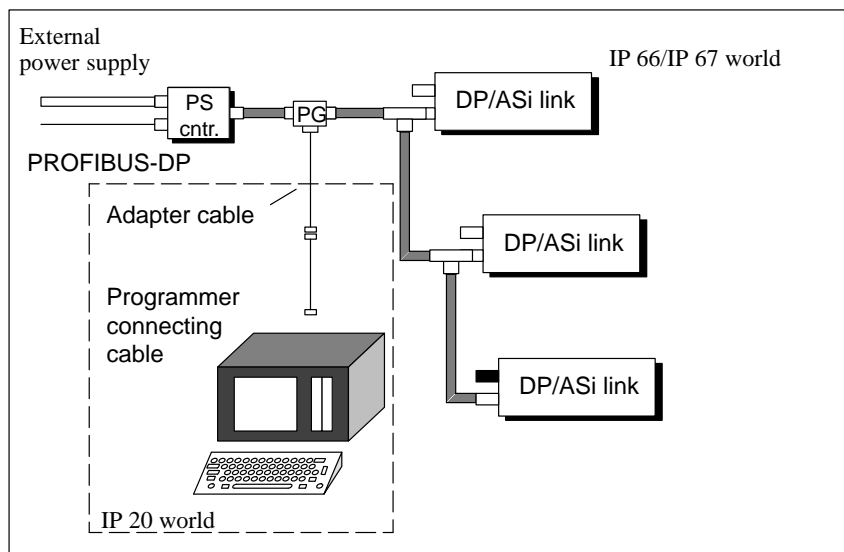 External
power supply
IP 66/IP 67 world
PS
cntr.
PG
DP/ASi link
PROFIBUS-DP
Adapter cable
DP/ASi link
Programmer
connecting
cable
DP/ASi link
IP 20 world